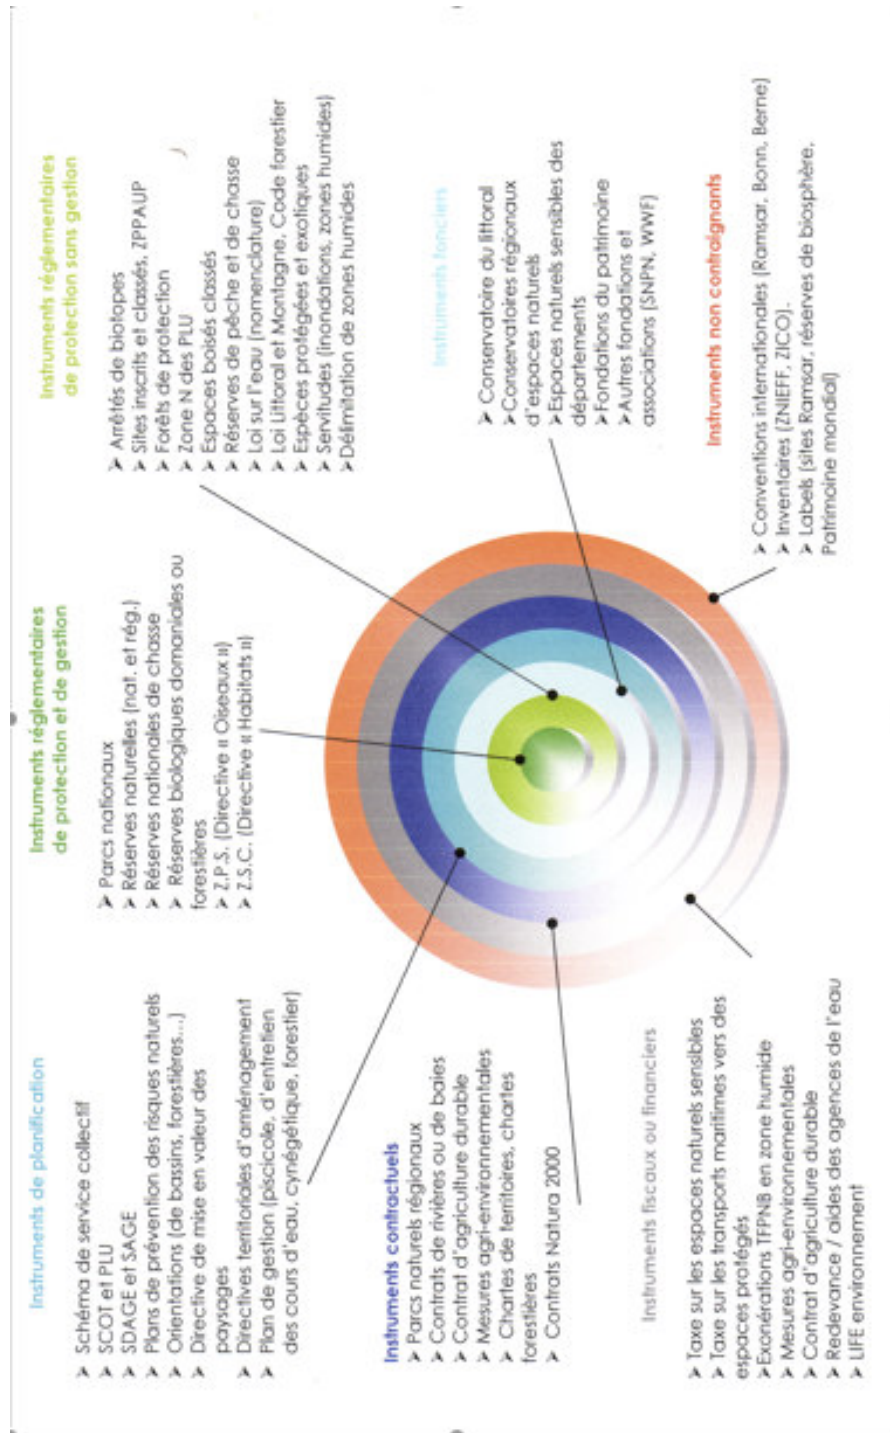 Instruments de planification
➤ Schéma de service collectif
➤ SCOT et PLU
➤ SDAGE et SAGE
➤ Plans de prévention des risques naturels
➤ Orientations (de bassins, forestières...)
➤ Directive de mise en valeur des
paysages
➤ Directives territoriales d'aménagement
➤ Plan de gestion (piscicole, d'entretien
des cours d'eau, cynégétique, forestier)
Instruments réglementaires
de protection et de gestion
➤ Parcs nationaux
➤ Réserves naturelles (nat. et rég.)
➤ Réserves nationales de chasse
➤ Réserves biologiques domaniales ou
forestières
➤ Z.P.S. (Directive « Oiseaux »)
➤ Z.S.C. (Directive « Habitats »)
Instruments réglementaires
de protection sans gestion
➤ Arrêtés de biotopes
➤ Sites inscrits et classés, ZPPAUP
➤ Forêts de protection
➤ Zone N des PLU
➤ Espaces boisés classés
➤ Réserves de pêche et de chasse
➤ Loi sur l'eau (nomenclature)
➤ Loi Littoral et Montagne, Code forestier
➤ Espèces protégées et exotiques
➤ Servitudes (inondations, zones humides)
➤ Délimitation de zones humides
Instruments contractuels
➤ Parcs naturels régionaux
➤ Contrats de rivières ou de baies
➤ Contrat d'agriculture durable
➤ Mesures agri-environnementales
➤ Chartes de territoires, chartes
forestières
➤ Contrats Natura 2000
Instruments fonciers
➤ Conservatoire du littoral
➤ Conservatoires régionaux
d'espaces naturels
➤ Espaces naturels sensibles des
départements
➤ Fondations du patrimoine
➤ Autres fondations et
associations (SNPN, WWF)
Instruments fiscaux ou financiers
➤ Taxe sur les espaces naturels sensibles
➤ Taxe sur les transports maritimes vers des
espaces protégés
➤ Exonérations TFPNB en zone humide
➤ Mesures agri-environnementales
➤ Contrat d'agriculture durable
➤ Redevance / aides des agences de l'eau
➤ LIFE environnement
Instruments non contraignants
➤ Conventions internationales (Ramsar, Bonn, Berne)
➤ Inventaires (ZNIEFF, ZICO).
➤ Labels (sites Ramsar, réserves de biosphère,
Patrimoine mondial)